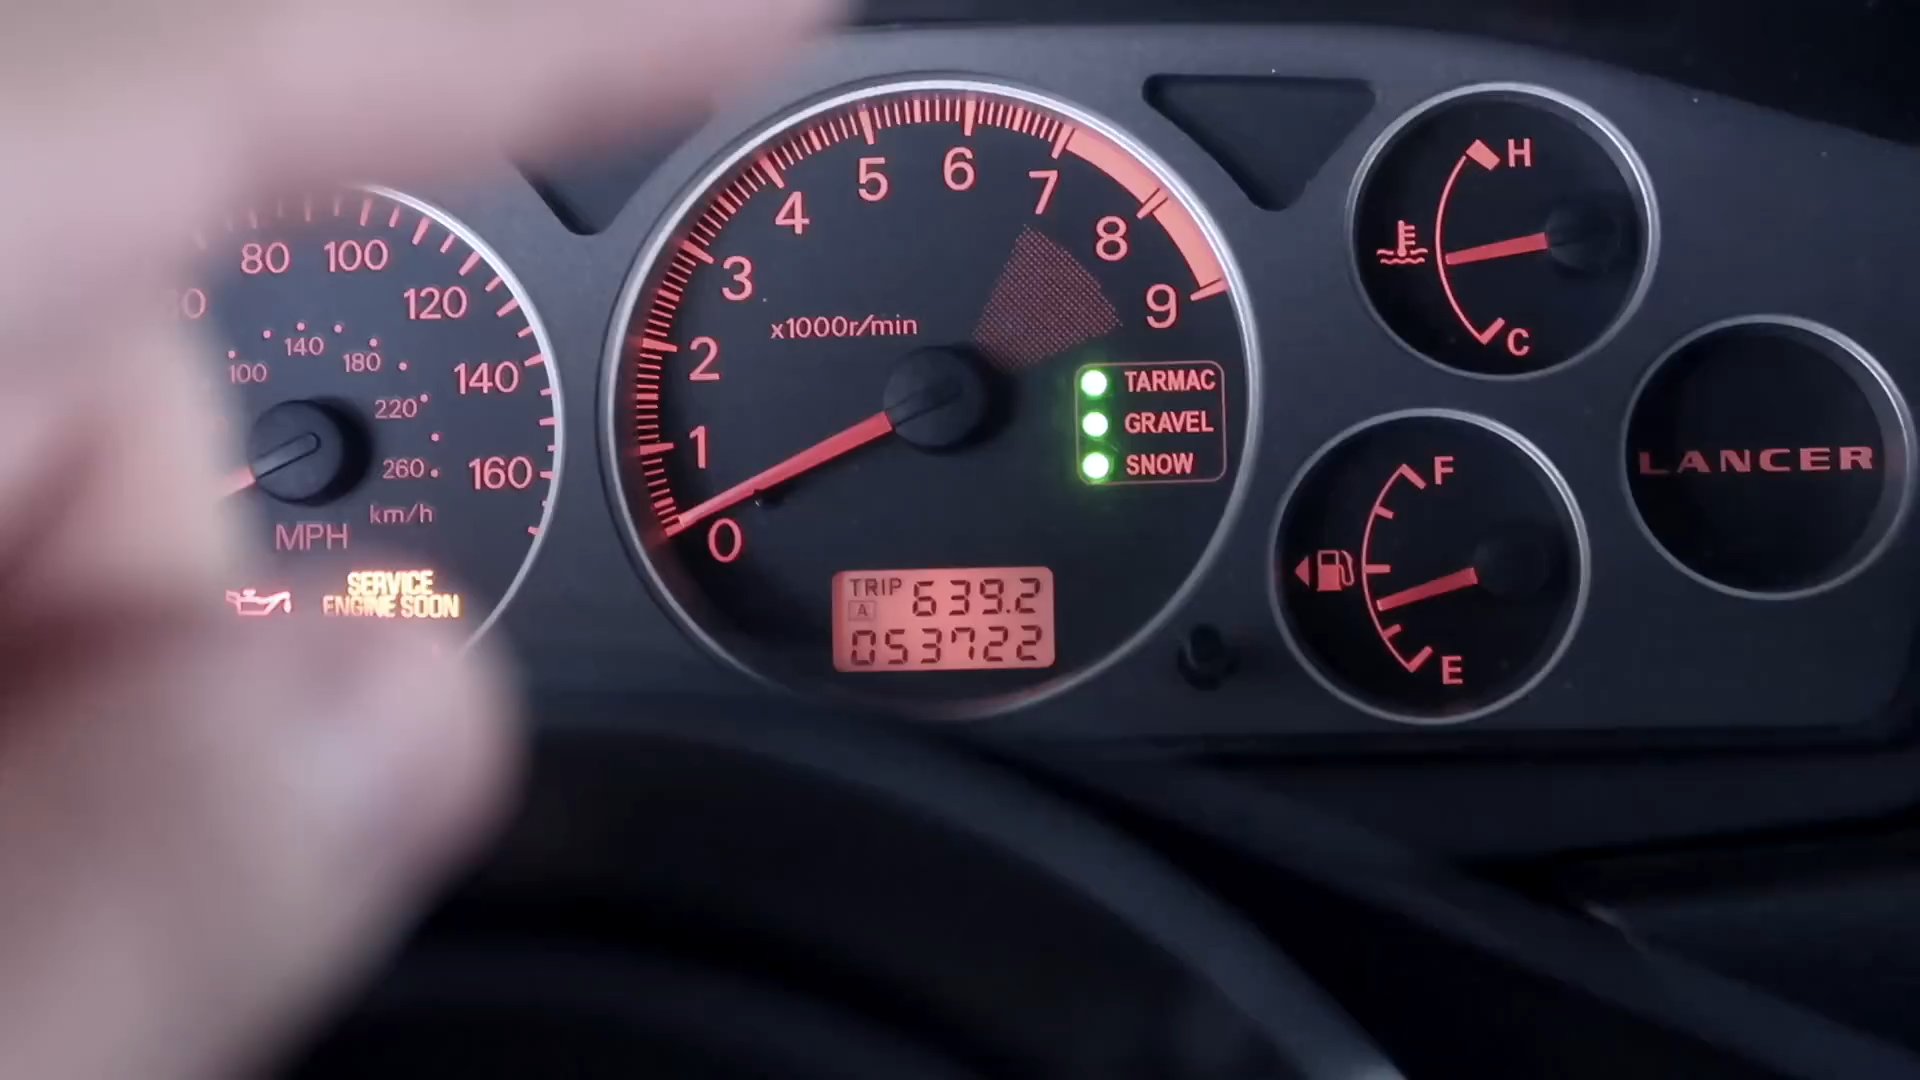 80
100
120
140
160
100
140
180
220
260
km/h
MPH
SERVICE
ENGINE SOON
0
1
2
3
4
5
6
7
8
9
x1000r/min
TARMAC
GRAVEL
SNOW
TRIP 639.2
A
053722
H
C
F
E
LANCER